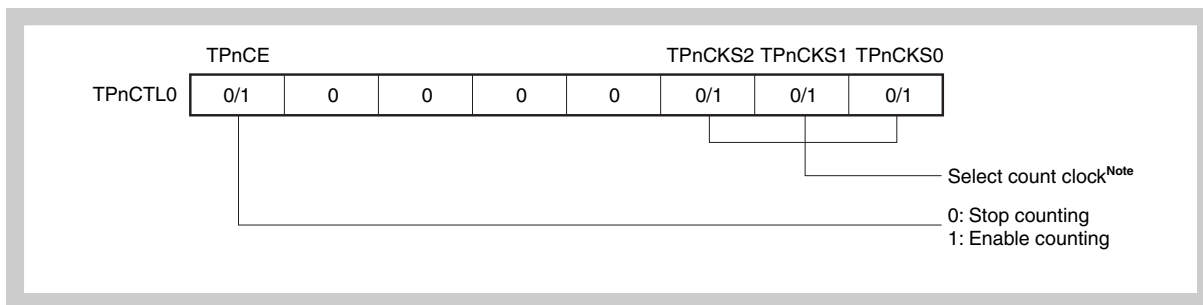 TPnCE TPnCKS2 TPnCKS1 TPnCKS0
TPnCTL0 0/1 0 0 0 0 0/1 0/1 0/1
Select count clockNote
0: Stop counting
1: Enable counting